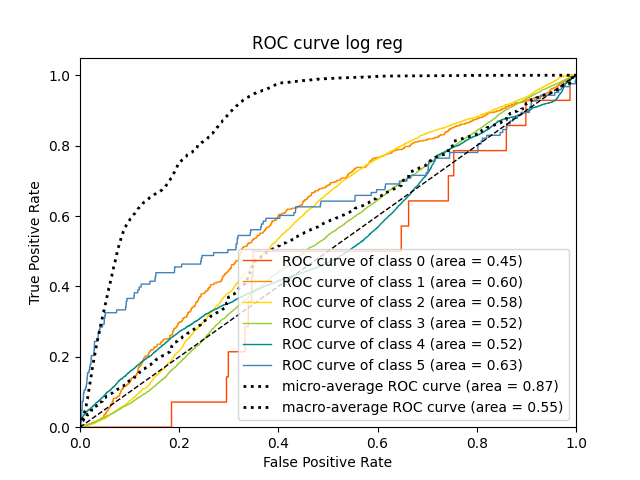 ROC curve log reg
True Positive Rate
1.0
0.8
0.6
0.4
0.2
0.0
ROC curve of class 0 (area = 0.45)
ROC curve of class 1 (area = 0.60)
ROC curve of class 2 (area = 0.58)
ROC curve of class 3 (area = 0.52)
ROC curve of class 4 (area = 0.52)
ROC curve of class 5 (area = 0.63)
micro-average ROC curve (area = 0.87)
macro-average ROC curve (area = 0.55)
0.0 0.2 0.4 0.6 0.8 1.0
False Positive Rate